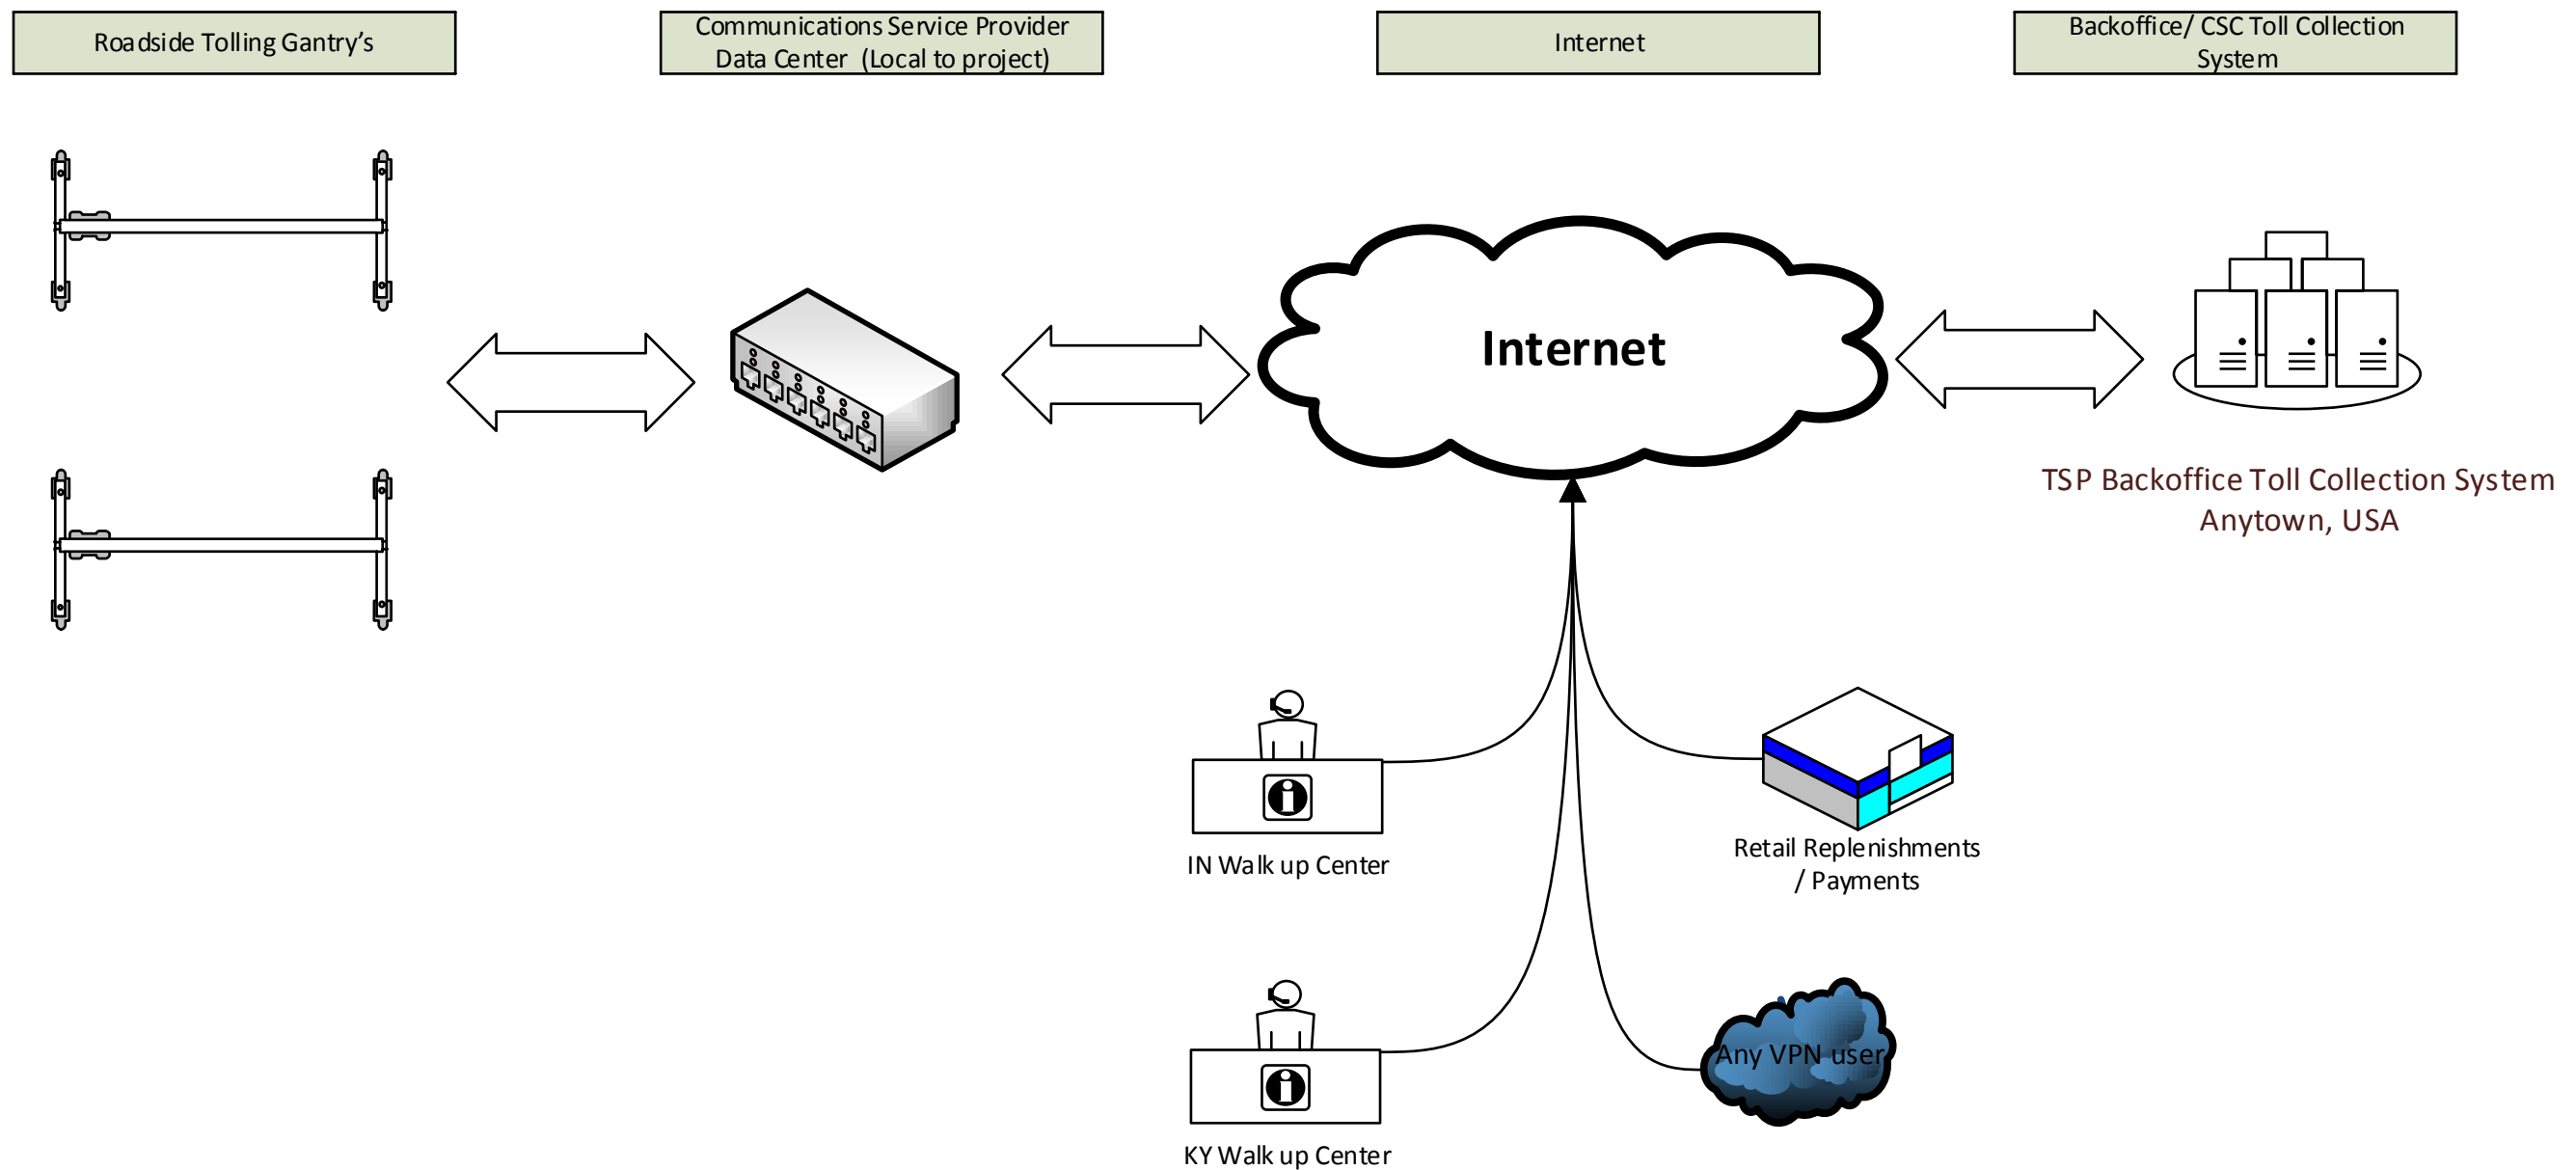 Roadside Tolling Gantry's
Communications Service Provider
Data Center (Local to project)
Internet
Backoffice/ CSC Toll Collection
System
Internet
TSP Backoffice Toll Collection System
Anytown, USA
IN Walk up Center
Retail Replenishments
/ Payments
Any VPN user
KY Walk up Center